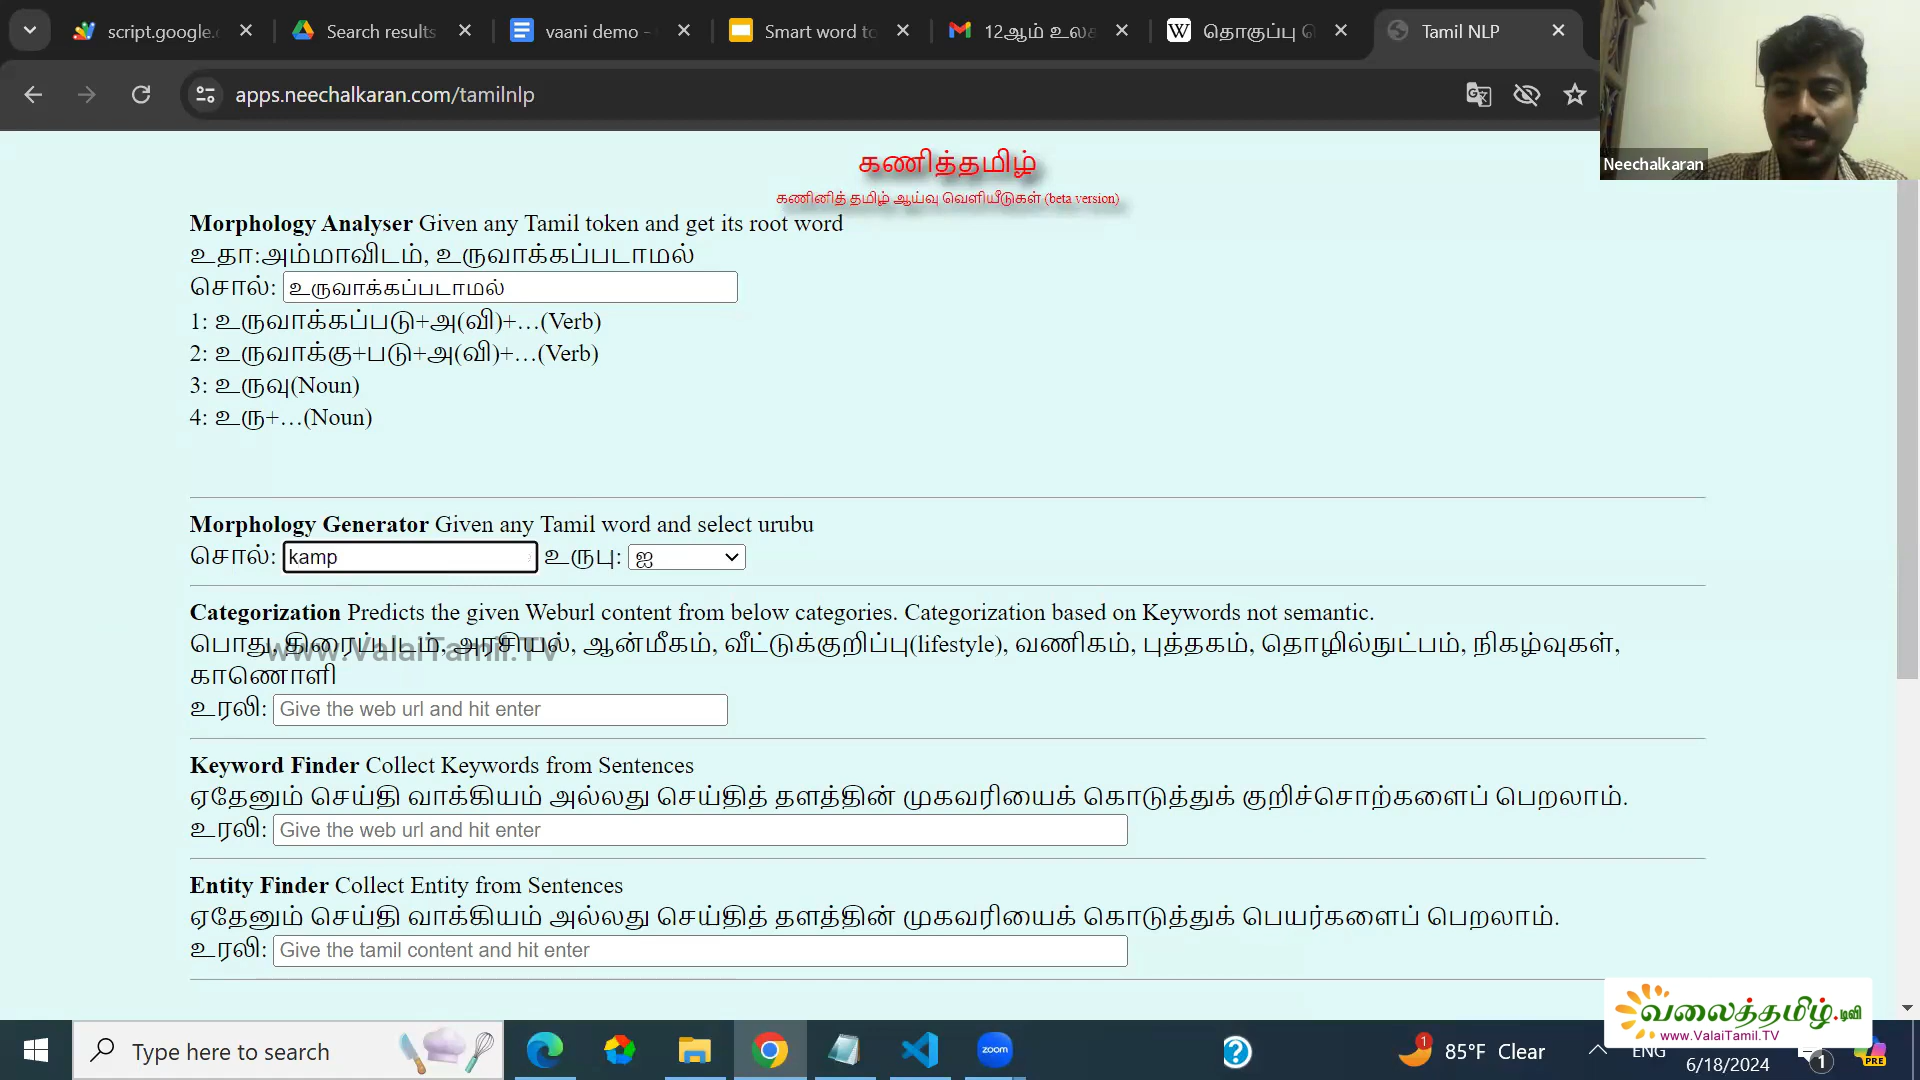 script.google.
Search results
vaani demo -
Smart word to
12ஆம் உலக
தொகுப்பு
Tamil NLP
apps.neechalkaran.com/tamilnlp
Neechalkaran
கணித்தமிழ்
கணினித் தமிழ் ஆய்வு வெளியீடுகள் (beta version)
Morphology Analyser Given any Tamil token and get its root word
உதா:அம்மாவிடம், உருவாக்கப்படாமல்
சொல்: உருவாக்கப்படாமல்
1: உருவாக்கப்படு+அ(வி)+...(Verb)
2: உருவாக்கு+படு+அ(வி)+...(Verb)
3: உருவு(Noun)
4: உரு+...(Noun)
Morphology Generator Given any Tamil word and select urubu
சொல்: kamp உருபு: ஐ
Categorization Predicts the given Weburl content from below categories. Categorization based on Keywords not semantic.
பொது, திரைப்படம், அரசியல், ஆன்மீகம், வீட்டுக்குறிப்பு(lifestyle), வணிகம், புத்தகம், தொழில்நுட்பம், நிகழ்வுகள்,
காணொளி
www.ValaiTamil.TV
உரலி: Give the web url and hit enter
Keyword Finder Collect Keywords from Sentences
ஏதேனும் செய்தி வாக்கியம் அல்லது செய்தித் தளத்தின் முகவரியைக் கொடுத்துக் குறிச்சொற்களைப் பெறலாம்.
உரலி: Give the web url and hit enter
Entity Finder Collect Entity from Sentences
ஏதேனும் செய்தி வாக்கியம் அல்லது செய்தித் தளத்தின் முகவரியைக் கொடுத்துக் பெயர்களைப் பெறலாம்.
உரலி: Give the tamil content and hit enter
வலைத்தமிழ்.டிவி
www.ValaiTamil.TV
Type here to search
zoom
1
85°F Clear
ENG
6/18/2024
1
PRE